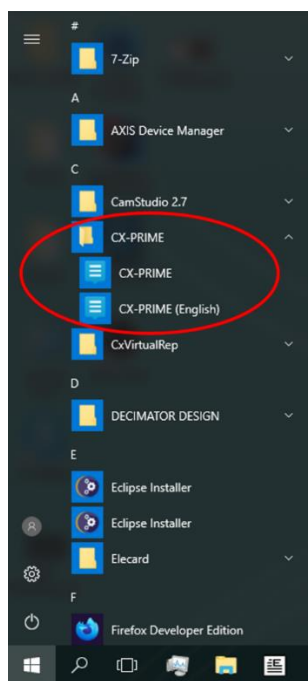 #
7-Zip
A
AXIS Device Manager
C
CamStudio 2.7
CX-PRIME
CX-PRIME
CX-PRIME (English)
CxVirtualRep
D
DECIMATOR DESIGN
E
Eclipse Installer
Eclipse Installer
Elecard
F
Firefox Developer Edition